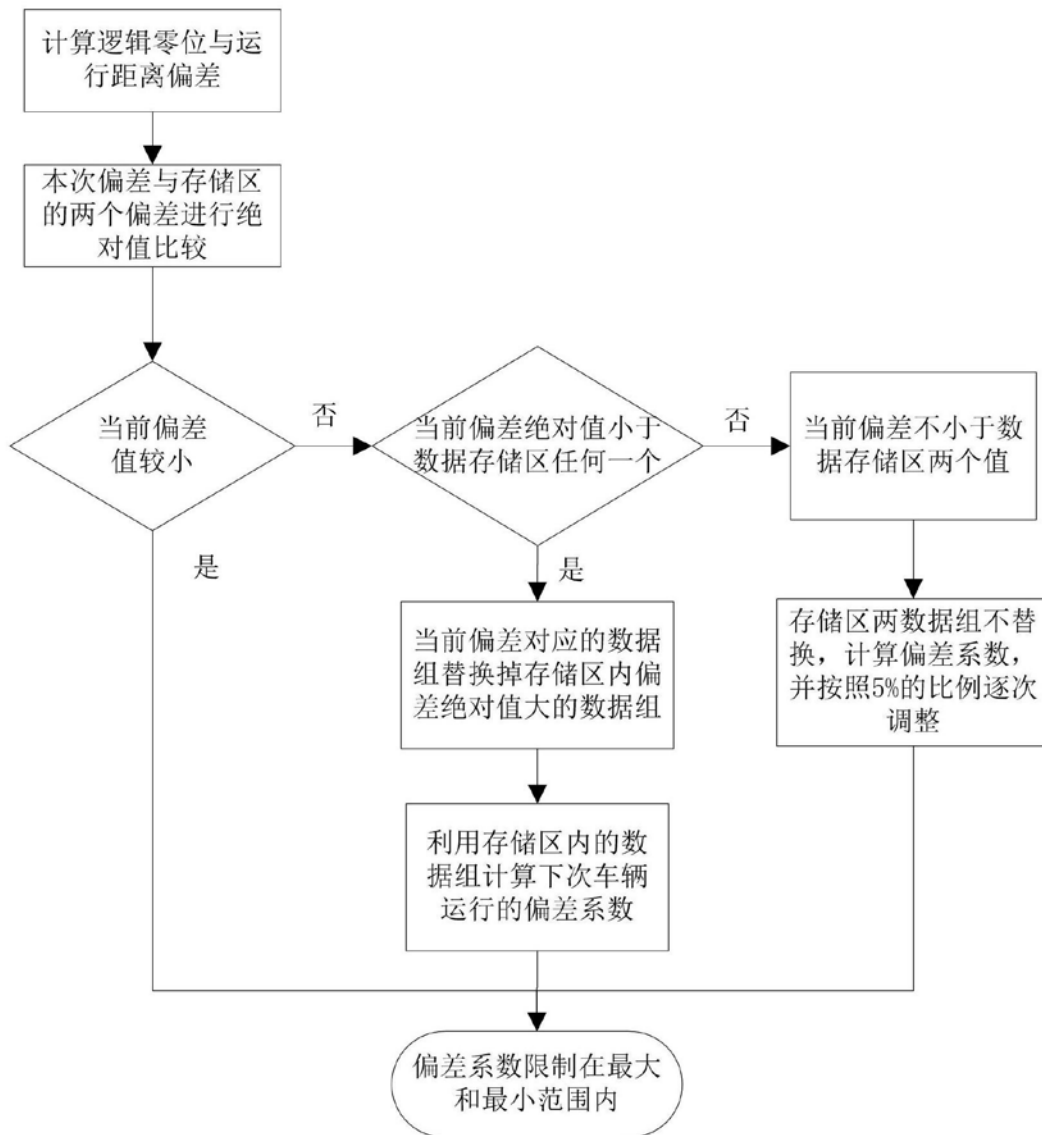 计算逻辑零位与运
行距离偏差
本次偏差与存储区
的两个偏差进行绝
对值比较
当前偏差
值较小
否
当前偏差绝对值小于
数据存储区任何一个
否
当前偏差不小于数
据存储区两个值
是
是
当前偏差对应的数据
组替换掉存储区内偏
差绝对值大的数据组
存储区两数据组不替
换，计算偏差系数，
并按照5%的比例逐次
调整
利用存储区内的数
据组计算下次车辆
运行的偏差系数
偏差系数限制在最大
和最小范围内